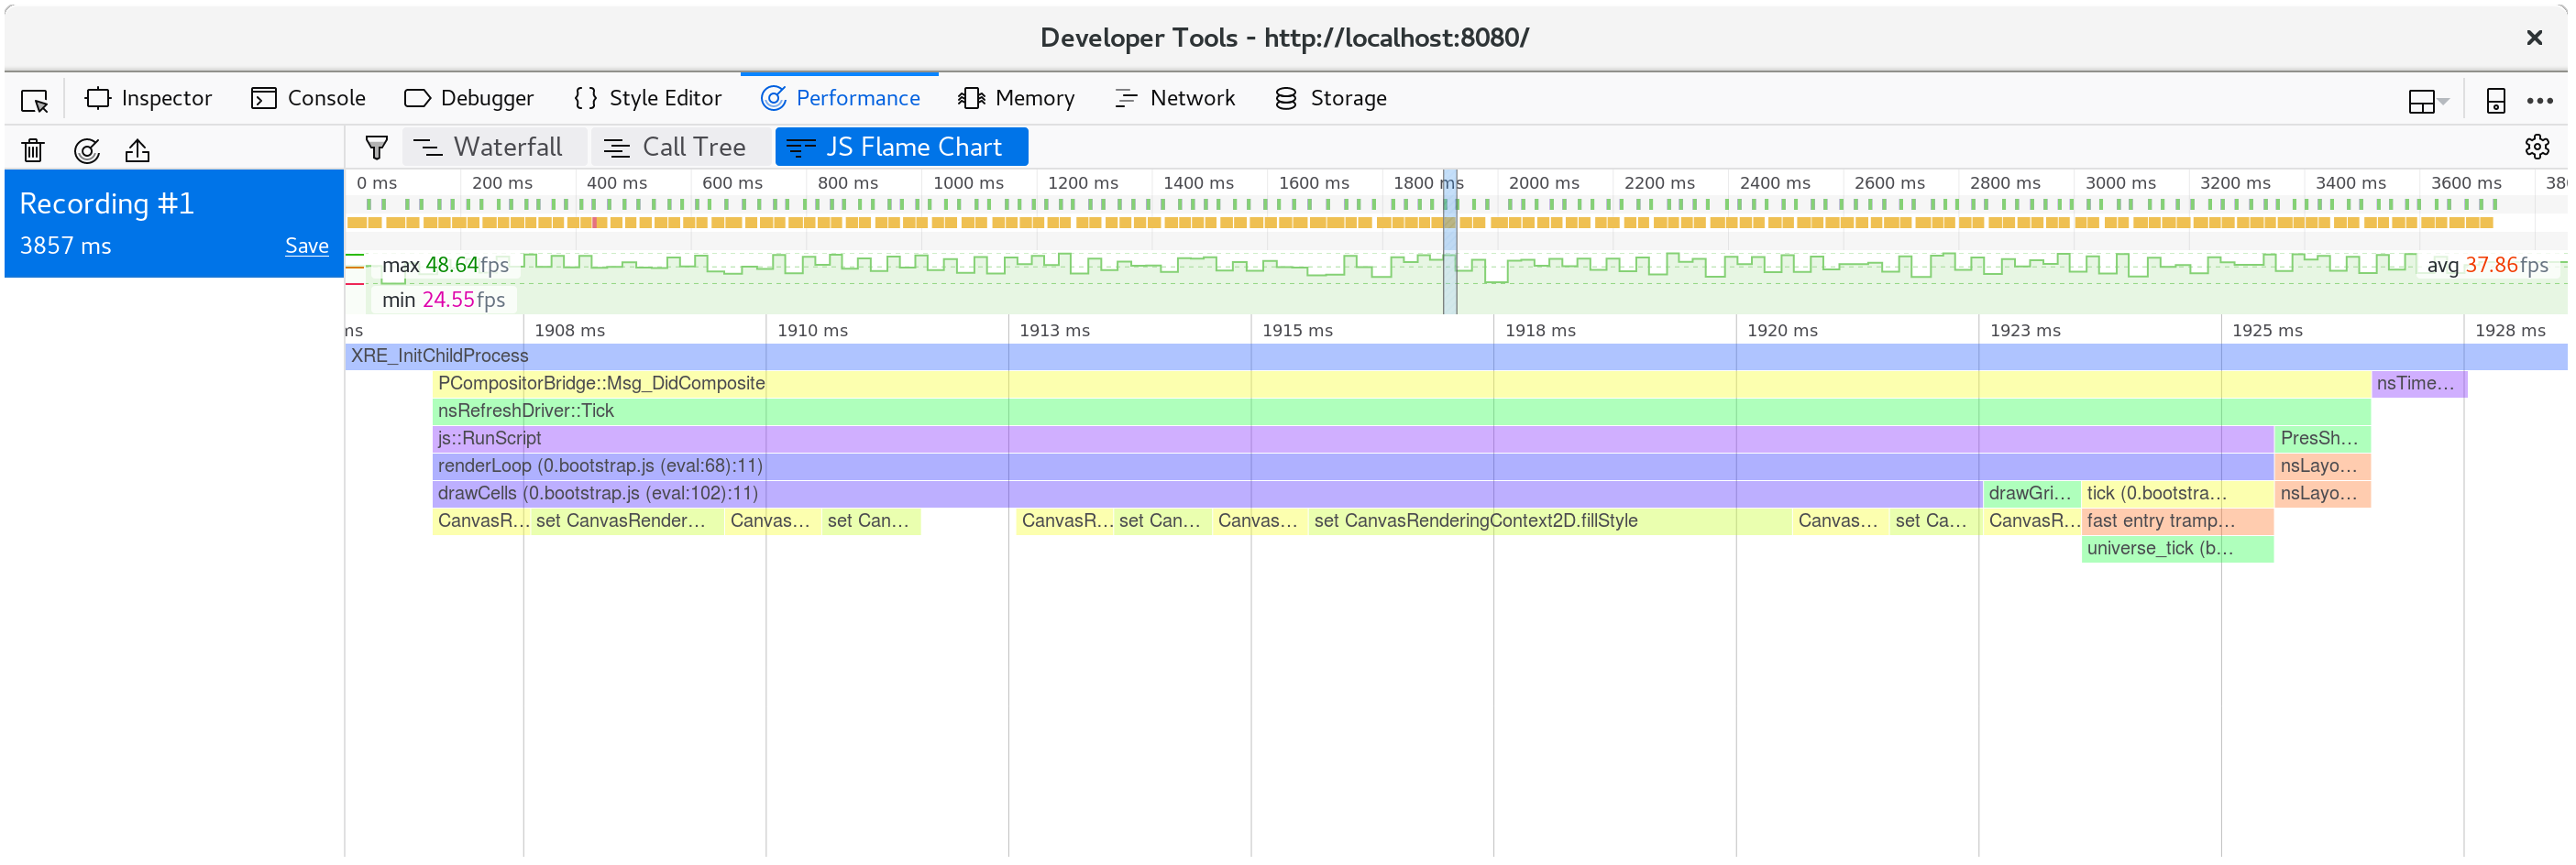 Developer Tools - http://localhost:8080/
Inspector Console Debugger Style Editor Performance Memory Network Storage
Waterfall Call Tree JS Flame Chart
Recording #1
3857 ms Save
0 ms 200 ms 400 ms 600 ms 800 ms 1000 ms 1200 ms 1400 ms 1600 ms 1800 ms 2000 ms 2200 ms 2400 ms 2600 ms 2800 ms 3000 ms 3200 ms 3400 ms 3600 ms 380
max 48.64fps avg 37.86fps
min 24.55fps
ms 1908 ms 1910 ms 1913 ms 1915 ms 1918 ms 1920 ms 1923 ms 1925 ms 1928 ms
XRE_InitChildProcess
PCompositorBridge::Msg_DidComposite nsTime…
nsRefreshDriver::Tick
js::RunScript PresSh…
renderLoop (0.bootstrap.js (eval:68):11) nsLayo…
drawCells (0.bootstrap.js (eval:102):11) drawGri… tick (0.bootstra… nsLayo…
CanvasR… set CanvasRender… Canvas… set Can… CanvasR… set Can… Canvas… set CanvasRenderingContext2D.fillStyle Canvas… set Ca… CanvasR… fast entry tramp…
universe_tick (b…